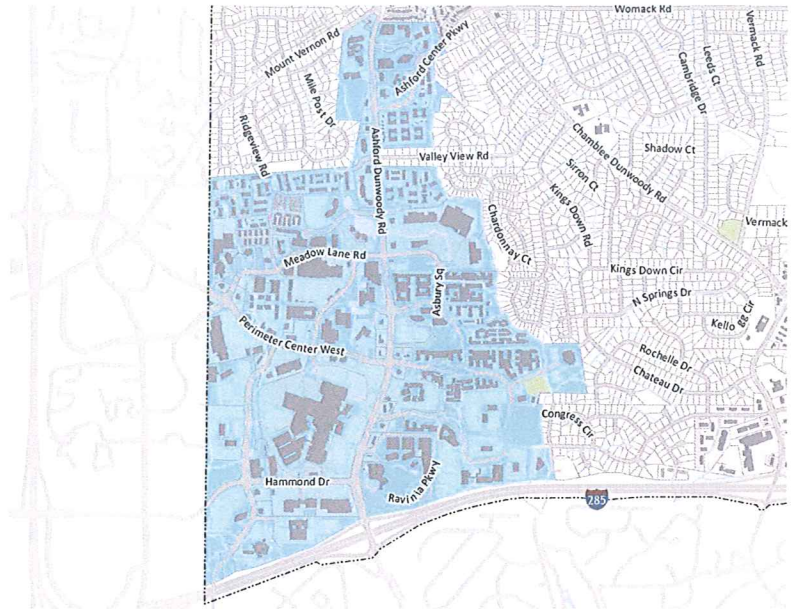 Womack Rd
Mount Vernon Rd
Ashford Center Pkwy
Vermack Rd
Leeds Ct
Cambridge Dr
Mile Post Dr
Ridgeview Rd
Ashford Dunwoody Rd
Valley View Rd
Chamblee Dunwoody Rd
Shadow Ct
Sirron Ct
Kings Down Rd
Chardonnay Ct
Vermack
Meadow Lane Rd
Asbury Sq
Kings Down Cir
N Springs Dr
Kello gg Cir
Perimeter Center West
Rochelle Dr
Chateau Dr
Congress Cir
Hammond Dr
Ravinia Pkwy
285